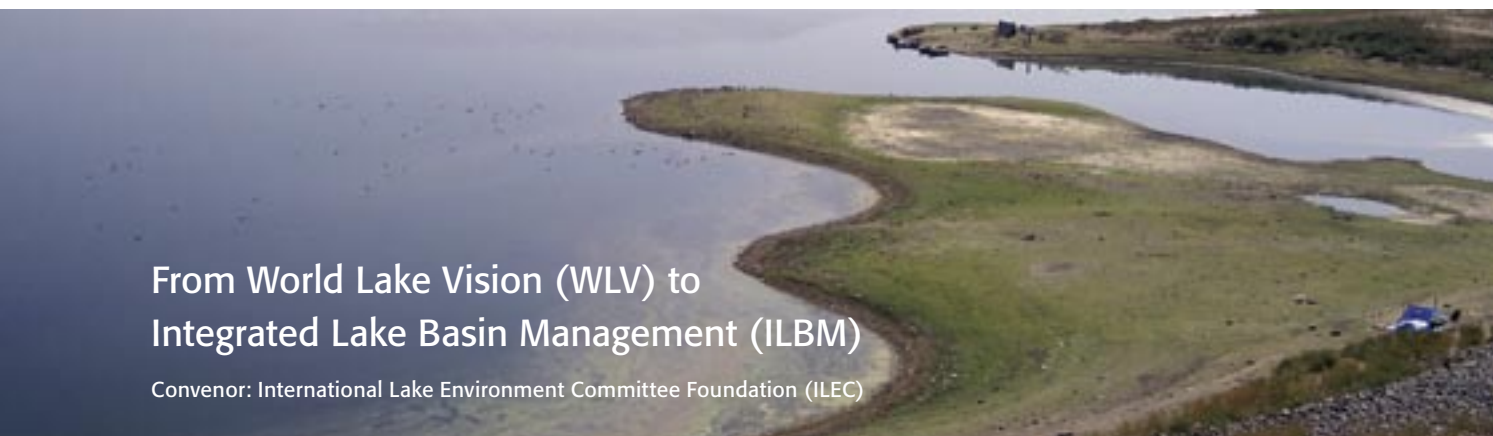 From World Lake Vision (WLV) to
Integrated Lake Basin Management (ILBM)
Convenor: International Lake Environment Committee Foundation (ILEC)